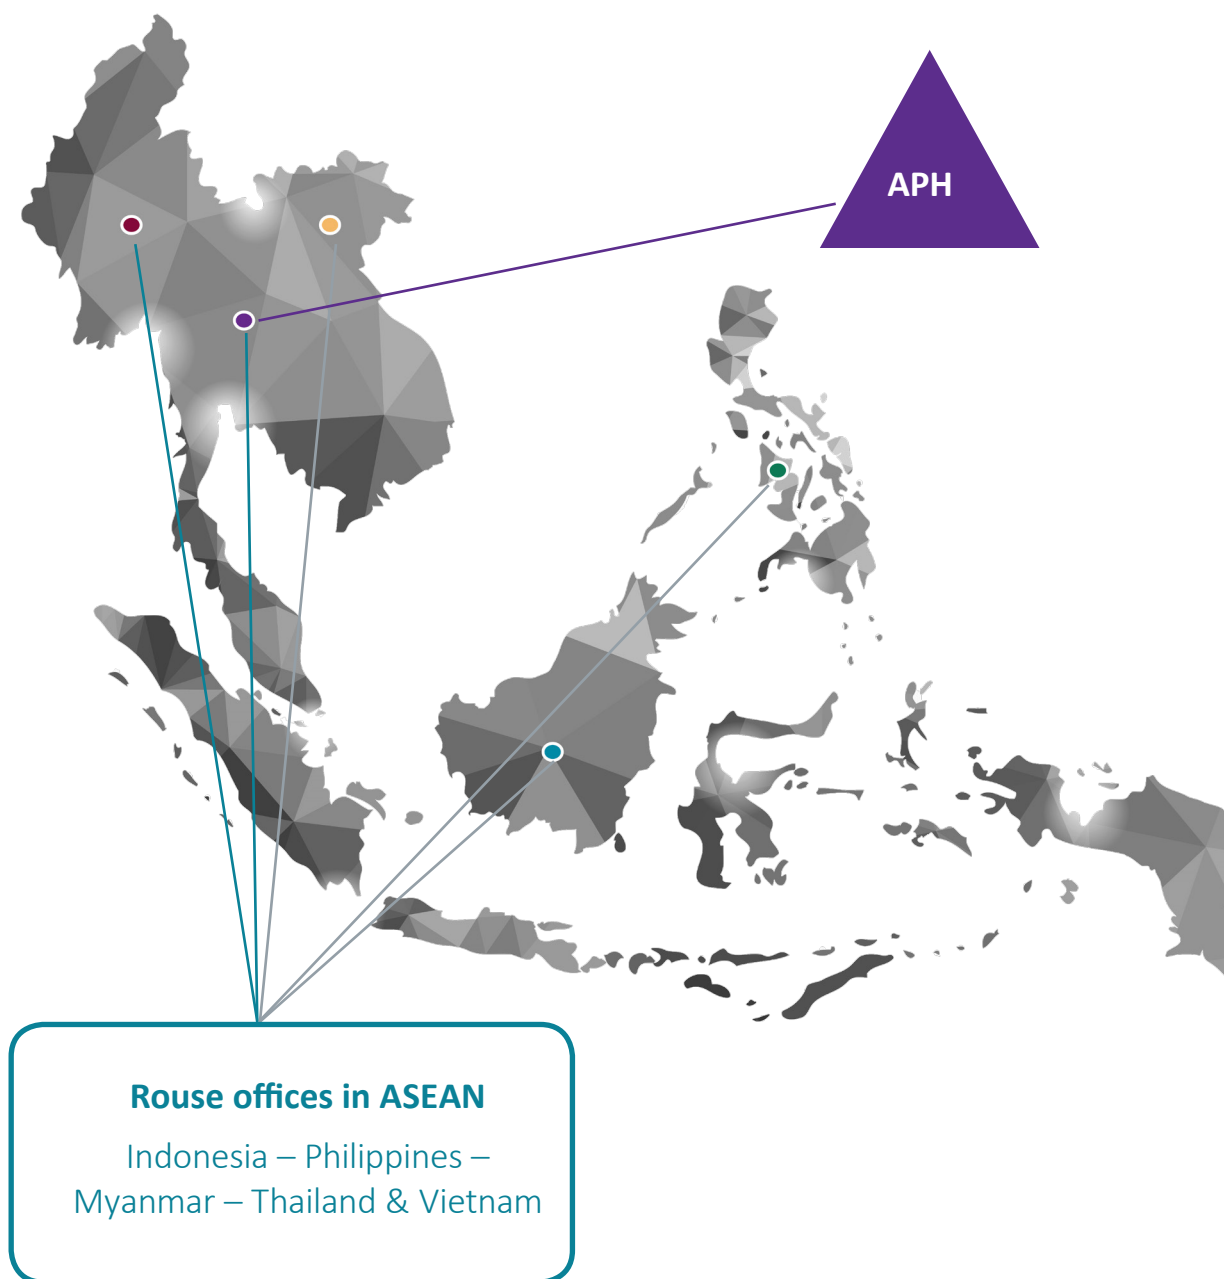 APH
Rouse offices in ASEAN
Indonesia – Philippines –
Myanmar – Thailand & Vietnam